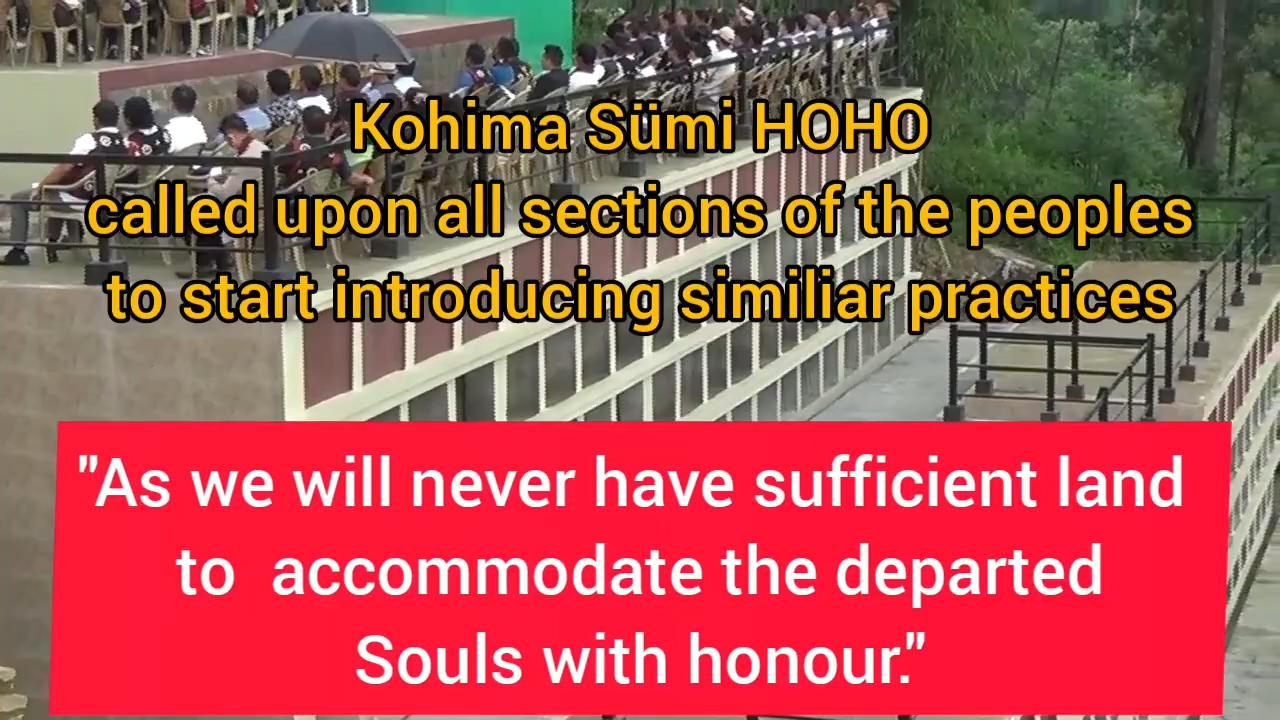 Kohima Sümi HOHO
called upon all sections of the peoples
to start introducing similiar practices
"As we will never have sufficient land
to accommodate the departed
Souls with honour."